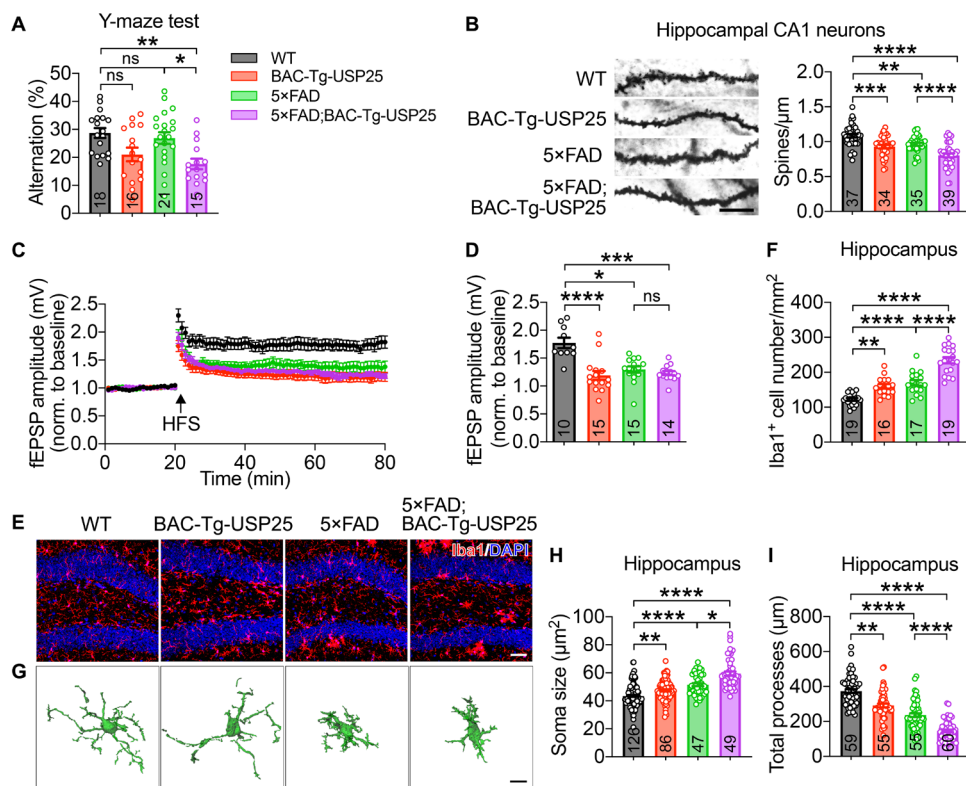 A
Y-maze test
**
ns
*
ns
Alternation (%)
50
40
30
20
10
0
18
16
21
15
WT
BAC-Tg-USP25
5×FAD
5×FAD;BAC-Tg-USP25
B
Hippocampal CA1 neurons
WT
BAC-Tg-USP25
5×FAD
5×FAD;
BAC-Tg-USP25
****
**
***
****
Spines/µm
2.0
1.5
1.0
0.5
0.0
37
34
35
39
C
fEPSP amplitude (mV)
(norm. to baseline)
2.5
2.0
1.5
1.0
0.5
0.0
HFS
0
20
40
60
80
Time (min)
D
***
*
****
ns
fEPSP amplitude (mV)
(norm. to baseline)
2.5
2.0
1.5
1.0
0.5
0.0
10
15
15
14
F
Hippocampus
****
****
****
**
Iba1+ cell number/mm2
400
300
200
100
0
19
16
17
19
E
WT
BAC-Tg-USP25
5×FAD
5×FAD;
BAC-Tg-USP25
Iba1/DAPI
G
H
Hippocampus
****
****
*
**
Soma size (µm2)
100
80
60
40
20
0
86
47
49
I
Hippocampus
****
****
**
****
Total processes (µm)
800
600
400
200
0
59
55
55
60